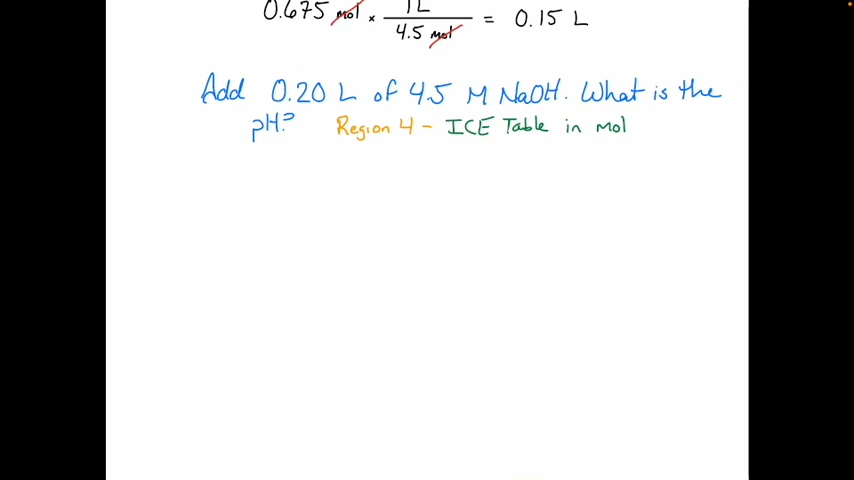 0.675 mol × 1L / 4.5 mol = 0.15 L
Add 0.20 L of 4.5 M NaOH. What is the
pH? Region 4 - ICE Table in mol